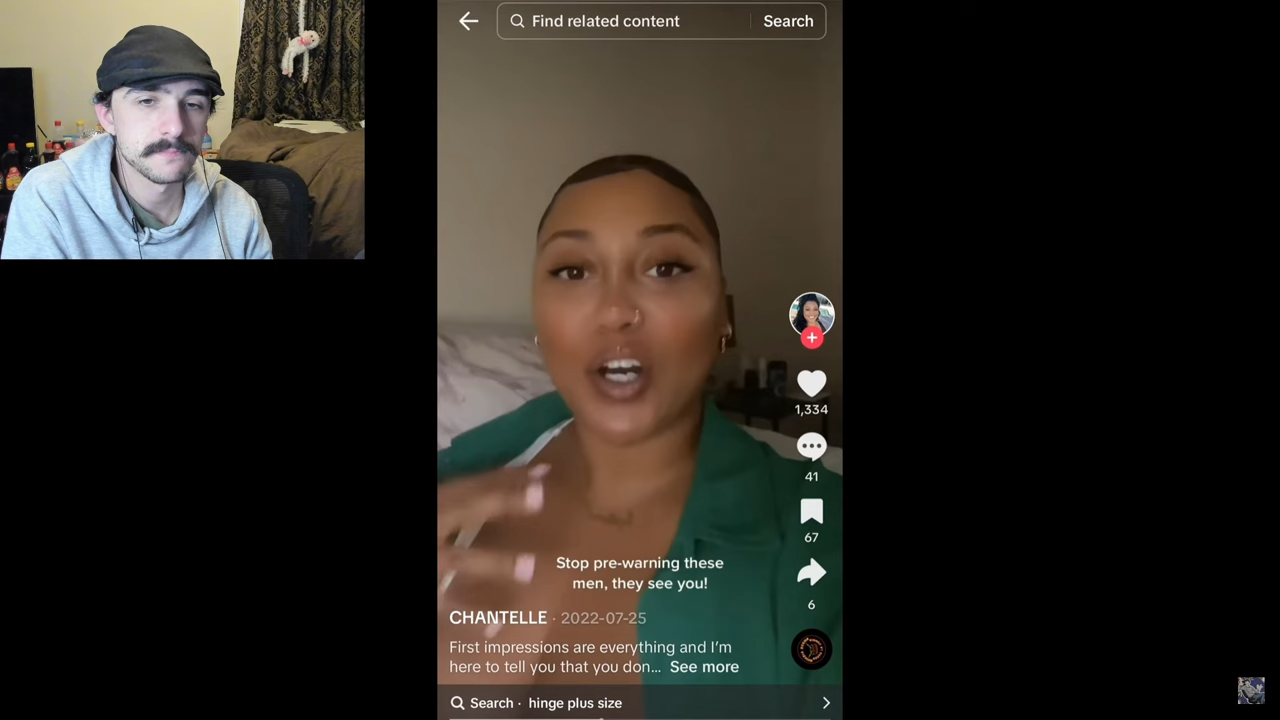 Find related content
Search
1,334
41
67
6
Stop pre-warning these
men, they see you!
CHANTELLE · 2022-07-25
First impressions are everything and I'm
here to tell you that you don... See more
Search · hinge plus size